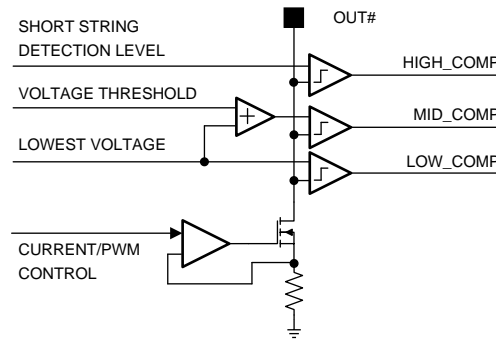 SHORT STRING
DETECTION LEVEL
OUT#
HIGH_COMP
VOLTAGE THRESHOLD
MID_COMP
LOWEST VOLTAGE
LOW_COMP
CURRENT/PWM
CONTROL